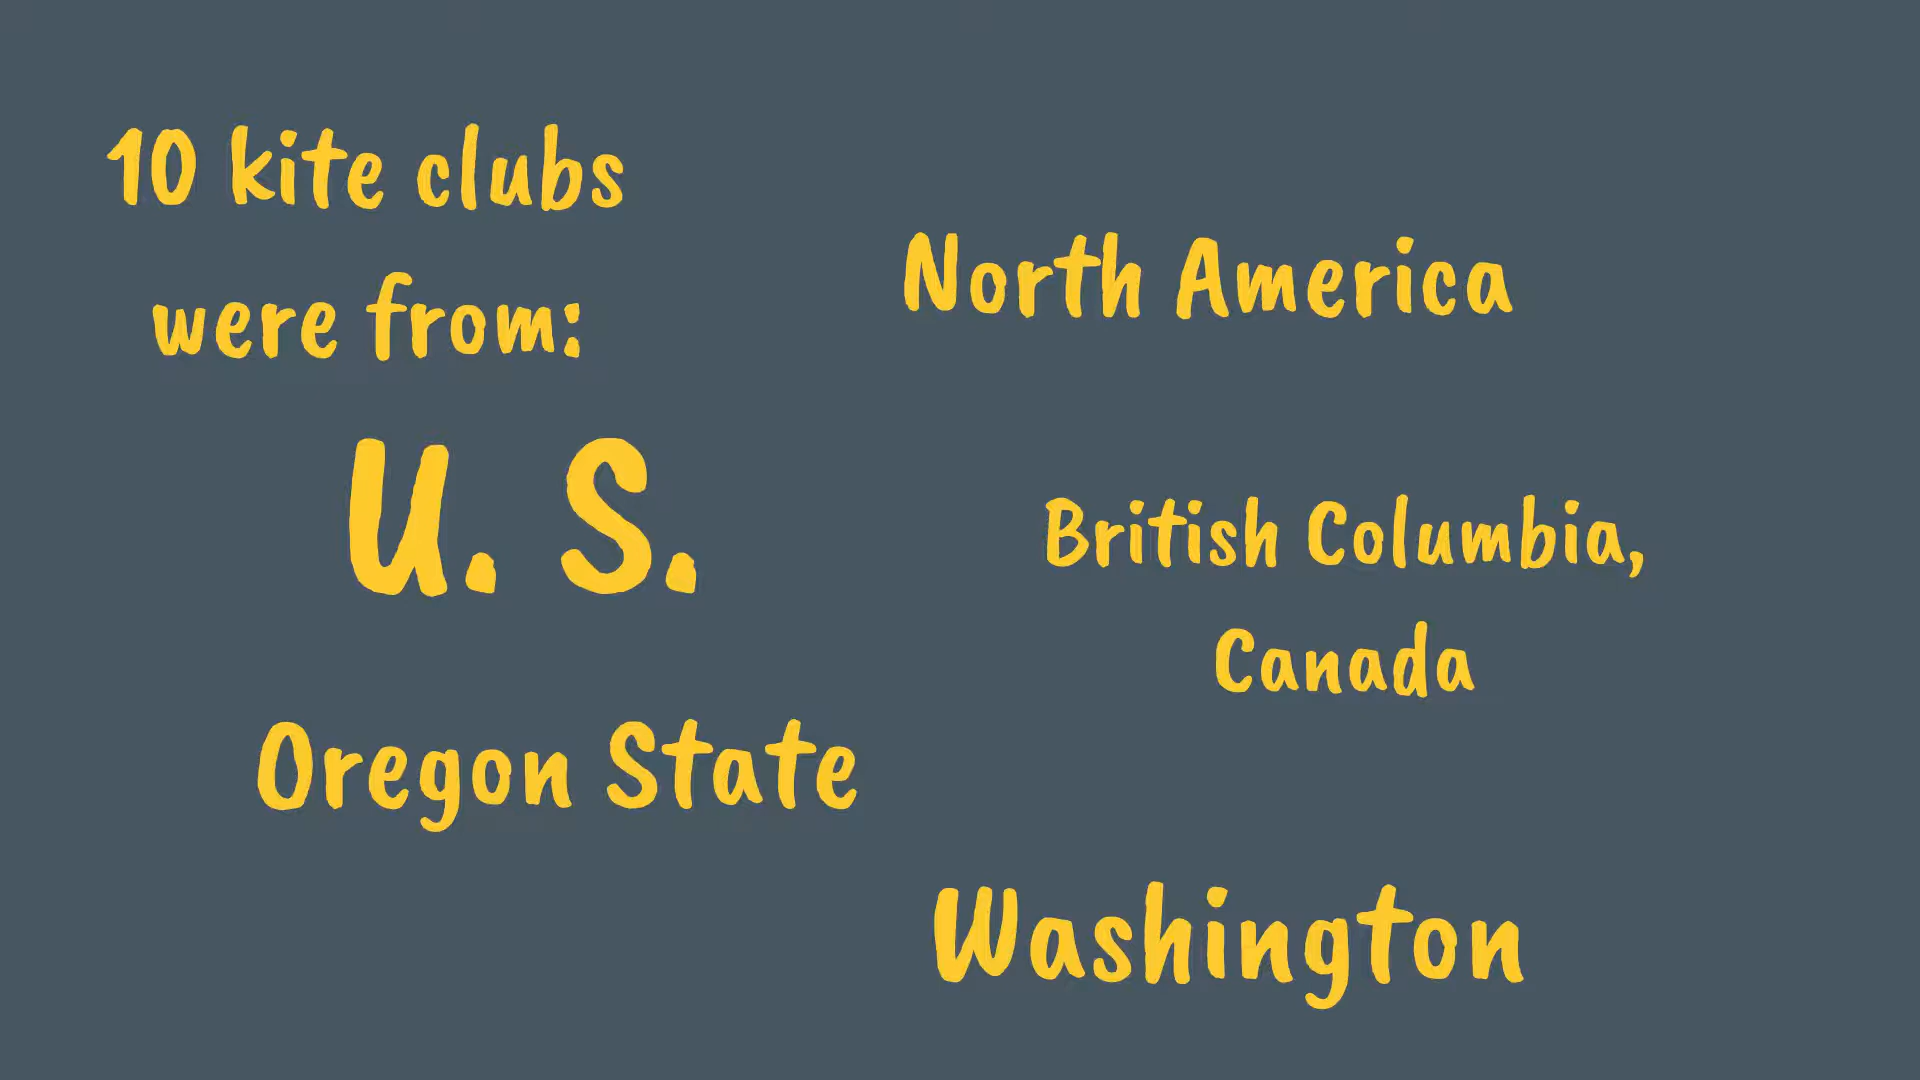 10 kite clubs
were from:
North America
U. S.
British Columbia,
Canada
Oregon State
Washington